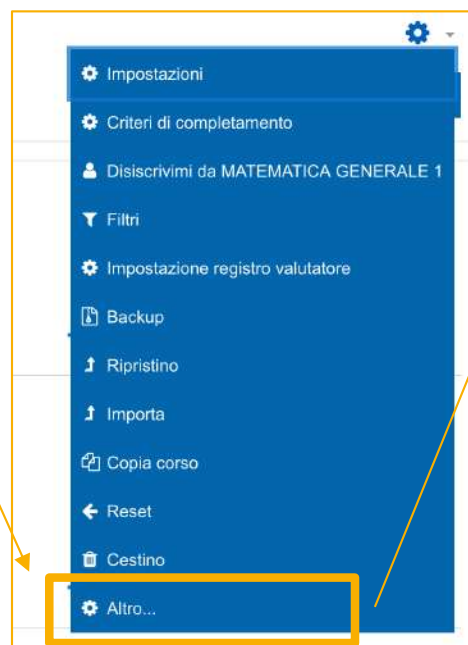 Impostazioni
Criteri di completamento
Disiscrivimi da MATEMATICA GENERALE 1
Filtri
Impostazione registro valutatore
Backup
Ripristino
Importa
Copia corso
Reset
Cestino
Altro...